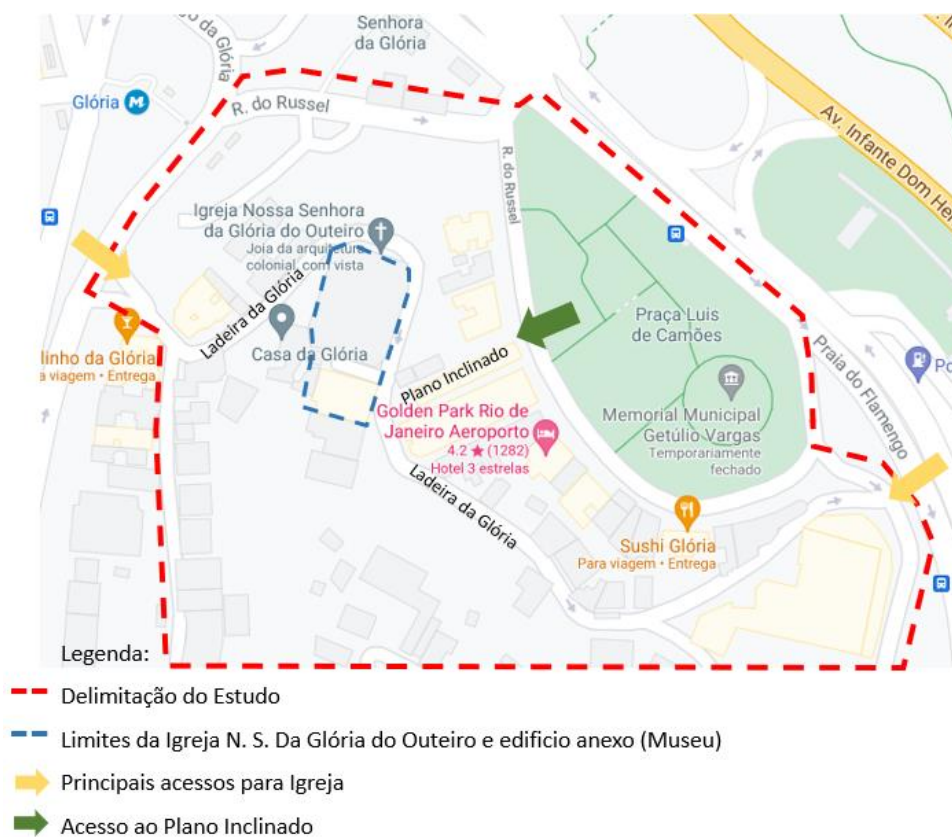 Senhora
da Glória
o da Glória
Glória
M
R. do Russel
R. do Russel
Av. Infante Dom He
Igreja Nossa Senhora
da Glória do Outeiro
Joia da arquitetura
colonial, com vista
Ladeira da Glória
Casa da Glória
Praça Luis
de Camões
Plano Inclinado
Praia do Flamengo
Po
linho da Glória
a viagem • Entrega
Golden Park Rio de
Janeiro Aeroporto
4.2 ★ (1282)
Hotel 3 estrelas
Memorial Municipal
Getúlio Vargas
Temporariamente
fechado
Ladeira da Glória
Sushi Glória
Para viagem • Entrega
Legenda:
Delimitação do Estudo
Limites da Igreja N. S. Da Glória do Outeiro e edificio anexo (Museu)
Principais acessos para Igreja
Acesso ao Plano Inclinado